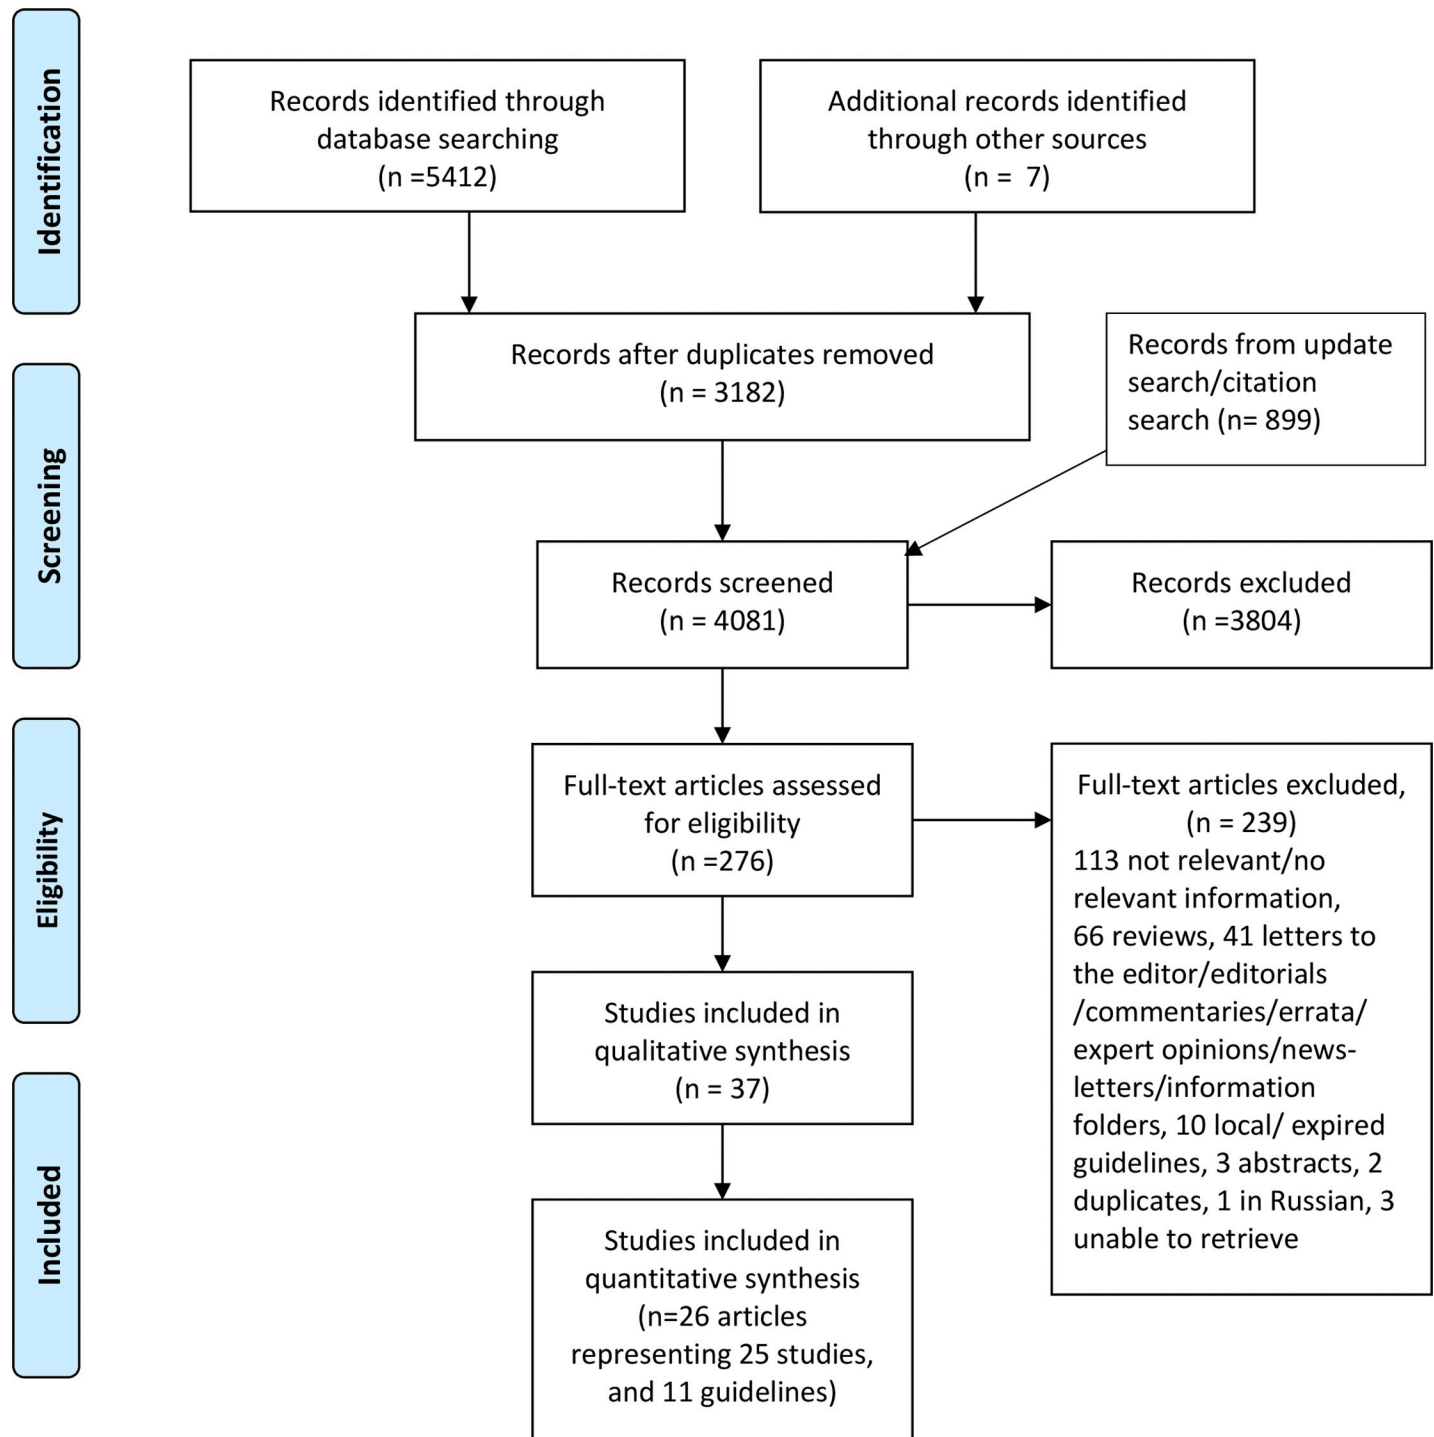 Identification
Records identified through
database searching
(n =5412)
Additional records identified
through other sources
(n =  7)
Records after duplicates removed
(n = 3182)
Records from update
search/citation
search (n= 899)
Screening
Records screened
(n = 4081)
Records excluded
(n =3804)
Eligibility
Full-text articles assessed
for eligibility
(n =276)
Full-text articles excluded,
(n = 239)
113 not relevant/no
relevant information,
66 reviews, 41 letters to
the editor/editorials
/commentaries/errata/
expert opinions/news-
letters/information
folders, 10 local/ expired
guidelines, 3 abstracts, 2
duplicates, 1 in Russian, 3
unable to retrieve
Studies included in
qualitative synthesis
(n = 37)
Included
Studies included in
quantitative synthesis
(n=26 articles
representing 25 studies,
and 11 guidelines)